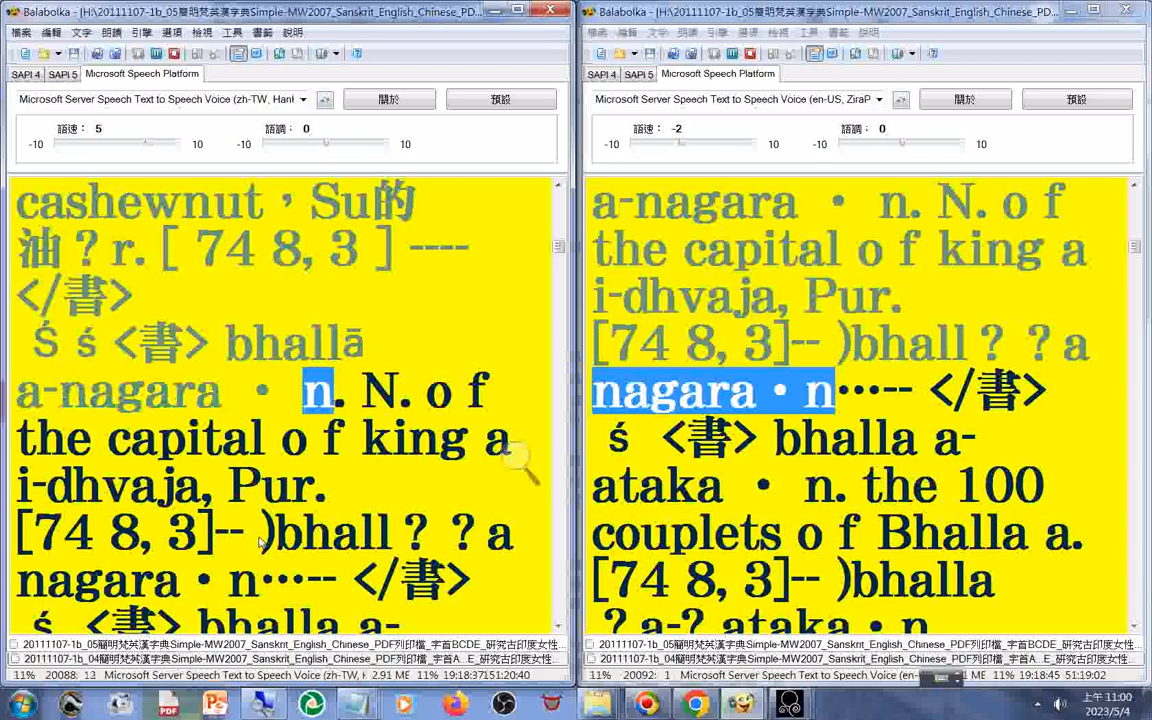 Balabolka - [H:\20111107-1b_05簡明梵英漢字典Simple-MW2007_Sanskrit_English_Chinese_PD...
檔案 編輯 文字 朗讀 引擎 選項 檢視 工具 書籤 說明
SAPI 4 SAPI 5 Microsoft Speech Platform
Microsoft Server Speech Text to Speech Voice (zh-TW, HanH 關於 預設
語速： 5 語調： 0
-10 10 -10 10
cashewnut，Su的
油？r. [ 74 8, 3 ] ----
</書>
Ś ś <書> bhallā
a-nagara • n. N. o f
the capital o f king a
i-dhvaja, Pur.
[74 8, 3]-- )bhall？？a
nagara • n…-- </書>
ś <書> bhalla a-
20111107-1b_05簡明梵英漢字典Simple-MW2007_Sanskrit_English_Chinese_PDF列印檔_字首BCDE_研究古印度女性
20111107-1b_04簡明梵英漢字典Simple-MW2007_Sanskrit_English_Chinese_PDF列印檔_字首A...E_研究古印度女性
11% 20088: 12 Microsoft Server Speech Text to Speech Voice (zh-TW, 2.91 ME 11% 19:18:37/51:20:40
Balabolka - [H:\20111107-1b_05簡明梵英漢字典Simple-MW2007_Sanskrit_English_Chinese_PD...
檔案 編輯 文字 朗讀 引擎 選項 檢視 工具 書籤 說明
SAPI 4 SAPI 5 Microsoft Speech Platform
Microsoft Server Speech Text to Speech Voice (en-US, ZiraP 關於 預設
語速： -2 語調： 0
-10 10 -10 10
a-nagara • n. N. o f
the capital o f king a
i-dhvaja, Pur.
[74 8, 3]-- )bhall？？a
nagara • n…-- </書>
ś <書> bhalla a-
ataka • n. the 100
couplets o f Bhalla a.
[74 8, 3]-- )bhalla
？a-？ataka • n
20111107-1b_05簡明梵英漢字典Simple-MW2007_Sanskrit_English_Chinese_PDF列印檔_字首BCDE_研究古印度女性
20111107-1b_04簡明梵英漢字典Simple-MW2007_Sanskrit_English_Chinese_PDF列印檔_字首A...E_研究古印度女性
11% 20092: 1 Microsoft Server Speech Text to Speech Voice (en-US, 11% 19:18:45 51:19:02
上午 11:00
2023/5/4